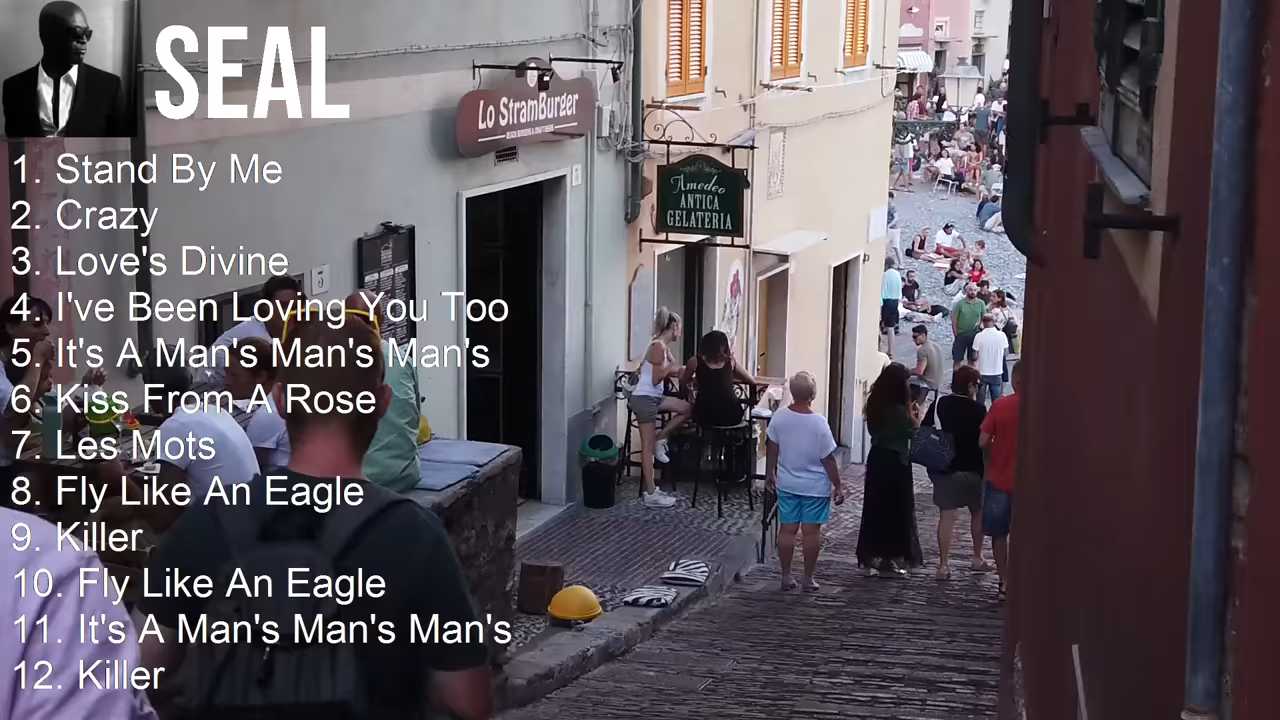 SEAL
1. Stand By Me
2. Crazy
3. Love's Divine
4. I've Been Loving You Too
5. It's A Man's Man's Man's
6. Kiss From A Rose
7. Les Mots
8. Fly Like An Eagle
9. Killer
10. Fly Like An Eagle
11. It's A Man's Man's Man's
12. Killer
Lo StramBurger
Amedeo
ANTICA
GELATERIA
3